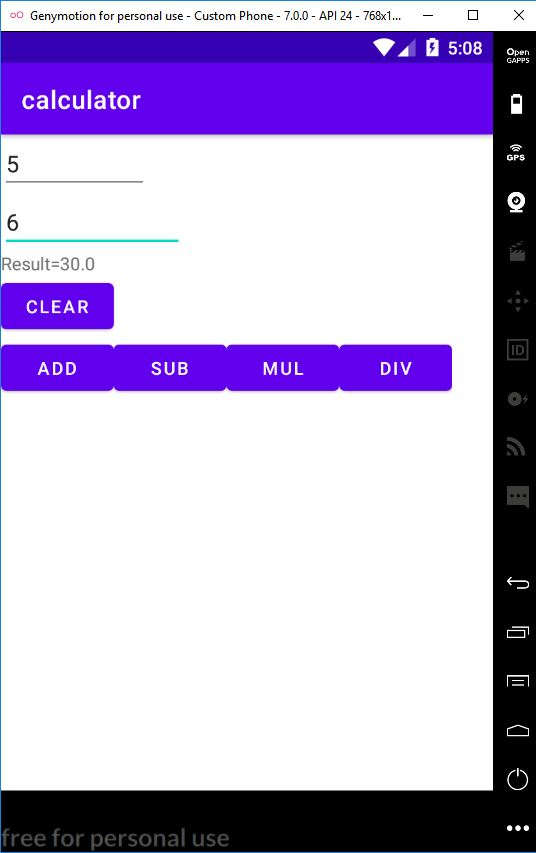 Genymotion for personal use - Custom Phone - 7.0.0 - API 24 - 768x1...
5:08
Open
GAPPS
calculator
GPS
5
6
Result=30.0
CLEAR
ID
ADD SUB MUL DIV
free for personal use